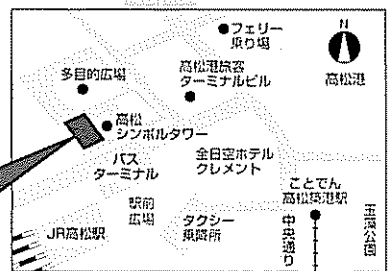 フェリー
乗り場
N
高松港
多目的広場
高松港旅客
ターミナルビル
高松
シンボルタワー
バス
ターミナル
全日空ホテル
クレメント
ことでん
高松築港駅
駅前
広場
タクシー
乗降所
中央通り
玉藻公園
JR高松駅